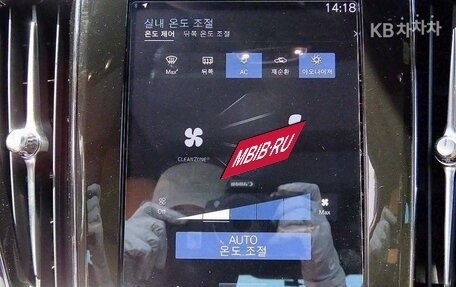 14:18
KB차차차
실내 온도 조절
온도 제어 뒤쪽 온도 조절
Max 뒤쪽 AC 재순환 이오나이저
CLEANZONE
MBIB.RU
Off Max
AUTO
온도 조절